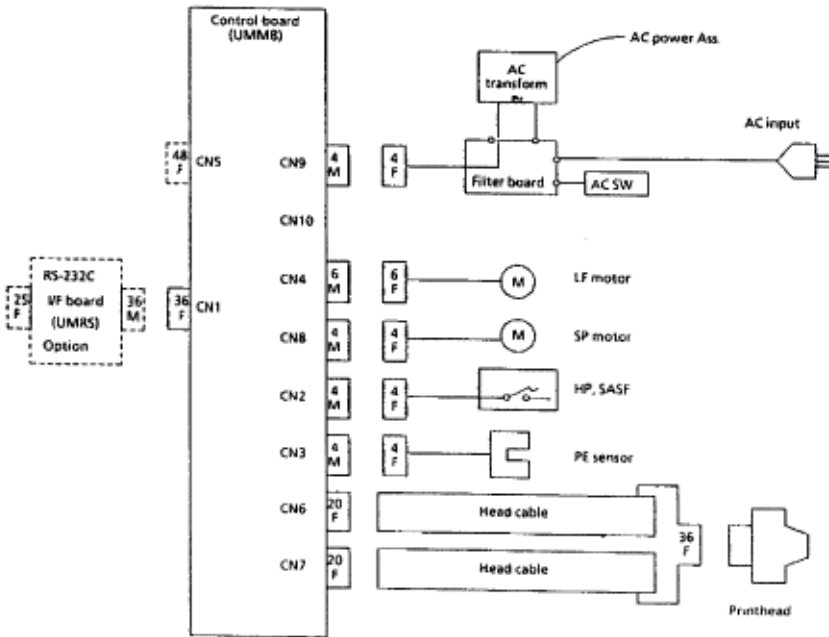 Control board
(UMMB)
AC power Ass.
AC
transform
AC input
48
F
CN5
CN9
4
M
4
F
Filter board
AC SW
CN10
RS-232C
I/F board
(UMRS)
Option
25
F
36
M
36
F
CN1
CN4
6
M
6
F
M
LF motor
CN8
4
M
4
F
M
SP motor
CN2
4
M
4
F
HP, SASF
CN3
4
M
4
F
PE sensor
CN6
20
F
Head cable
36
F
CN7
20
F
Head cable
Printhead